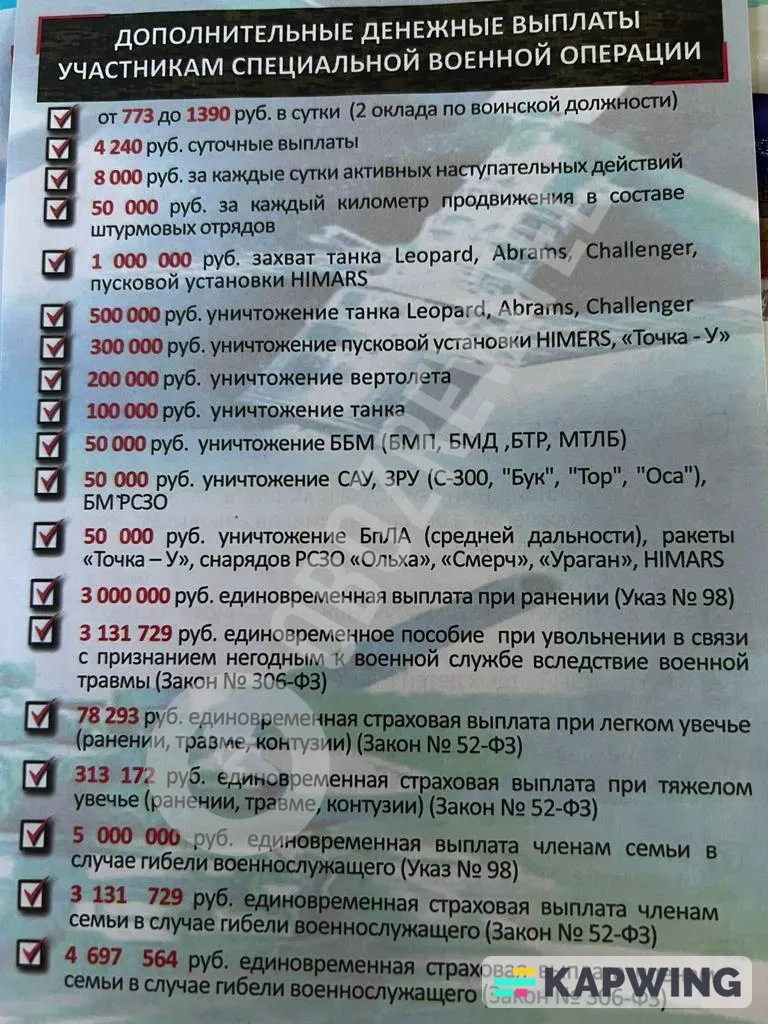 ДОПОЛНИТЕЛЬНЫЕ ДЕНЕЖНЫЕ ВЫПЛАТЫ
УЧАСТНИКАМ СПЕЦИАЛЬНОЙ ВОЕННОЙ ОПЕРАЦИИ
от 773 до 1390 руб. в сутки (2 оклада по воинской должности)
4 240 руб. суточные выплаты
8 000 руб. за каждые сутки активных наступательных действий
50 000 руб. за каждый километр продвижения в составе
штурмовых отрядов
1 000 000 руб. захват танка Leopard, Abrams, Challenger,
пусковой установки HIMARS
500 000 руб. уничтожение танка Leopard, Abrams, Challenger
300 000 руб. уничтожение пусковой установки HIMERS, «Точка - У»
200 000 руб. уничтожение вертолета
100 000 руб. уничтожение танка
50 000 руб. уничтожение ББМ (БМП, БМД ,БТР, МТЛБ)
50 000 руб. уничтожение САУ, ЗРУ (С-300, "Бук", "Тор", "Оса"),
БМ РСЗО
50 000 руб. уничтожение БпЛА (средней дальности), ракеты
«Точка – У», снарядов РСЗО «Ольха», «Смерч», «Ураган», HIMARS
3 000 000 руб. единовременная выплата при ранении (Указ № 98)
3 131 729 руб. единовременное пособие при увольнении в связи
с признанием негодным к военной службе вследствие военной
травмы (Закон № 306-ФЗ)
78 293 руб. единовременная страховая выплата при легком увечье
(ранении, травме, контузии) (Закон № 52-ФЗ)
313 172 руб. единовременная страховая выплата при тяжелом
увечье (ранении, травме, контузии) (Закон № 52-ФЗ)
5 000 000 руб. единовременная выплата членам семьи в
случае гибели военнослужащего (Указ № 98)
3 131 729 руб. единовременная страховая выплата членам
семьи в случае гибели военнослужащего (Закон № 52-ФЗ)
4 697 564 руб. единовременная страховая
семьи в случае гибели военнослужащего (Закон № 306-ФЗ)
KAPWING